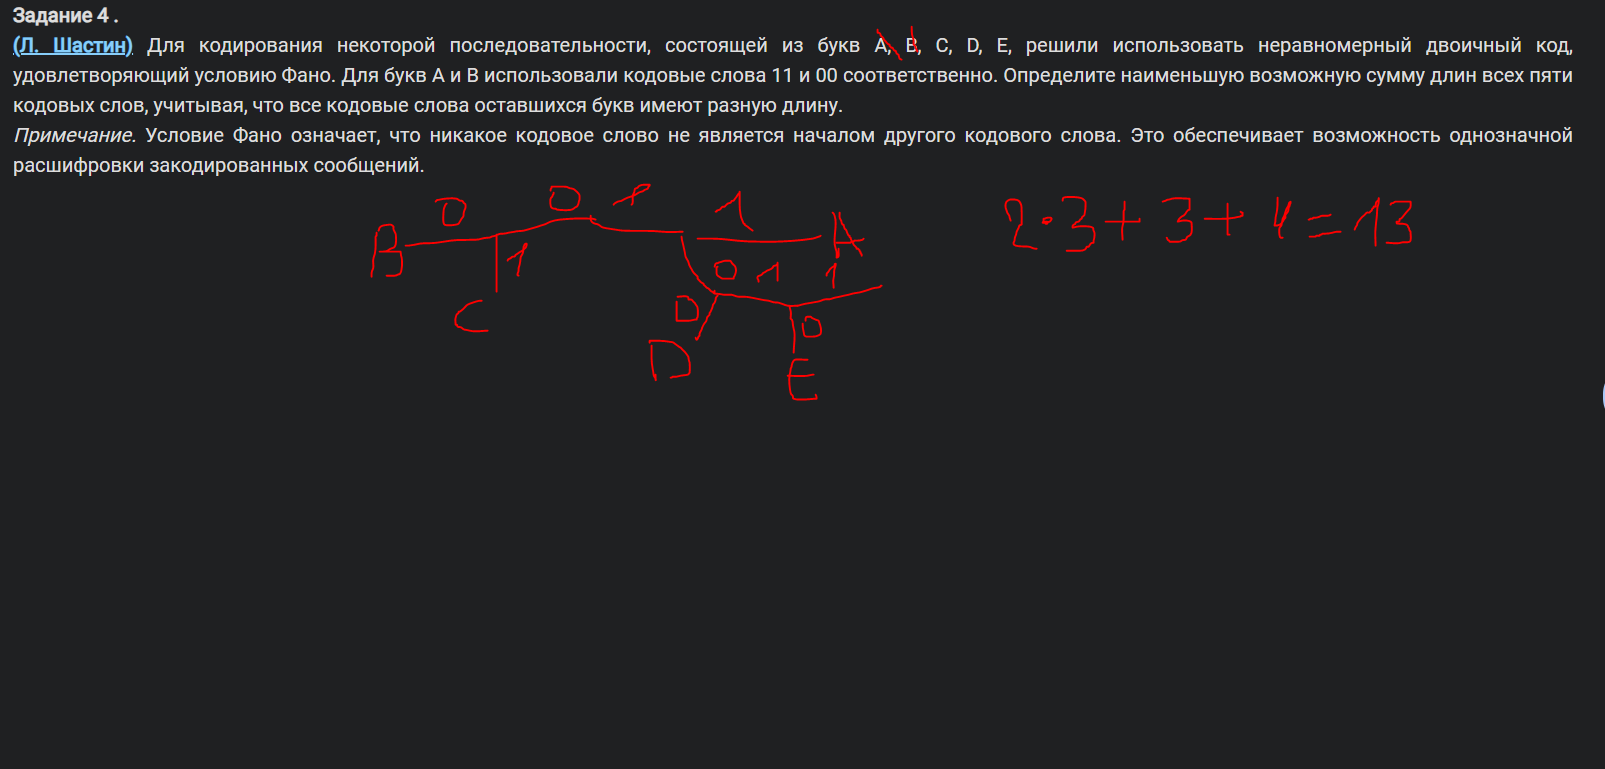 Задание 4 .
(Л. Шастин) Для кодирования некоторой последовательности, состоящей из букв A, B, C, D, E, решили использовать неравномерный двоичный код,
удовлетворяющий условию Фано. Для букв A и B использовали кодовые слова 11 и 00 соответственно. Определите наименьшую возможную сумму длин всех пяти
кодовых слов, учитывая, что все кодовые слова оставшихся букв имеют разную длину.
Примечание. Условие Фано означает, что никакое кодовое слово не является началом другого кодового слова. Это обеспечивает возможность однозначной
расшифровки закодированных сообщений.
0 0 1
2·3+3+4=13
B 1 A
0 1 1
C 0 0
D E